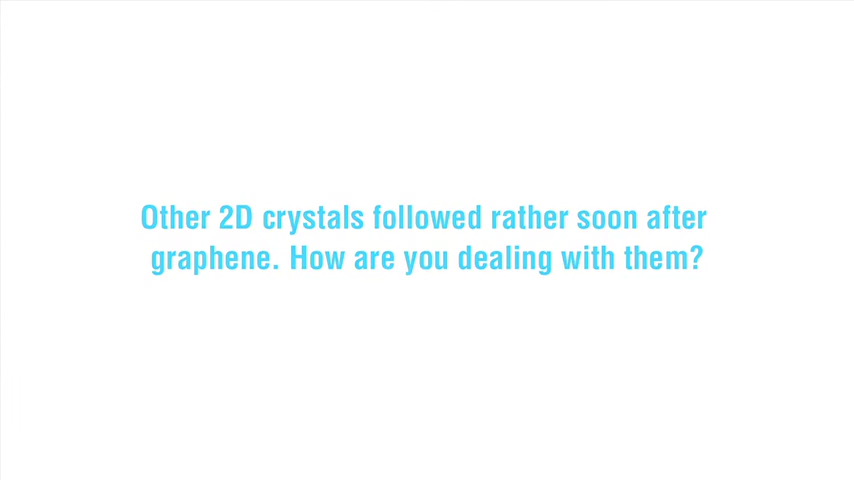 Other 2D crystals followed rather soon after
graphene. How are you dealing with them?